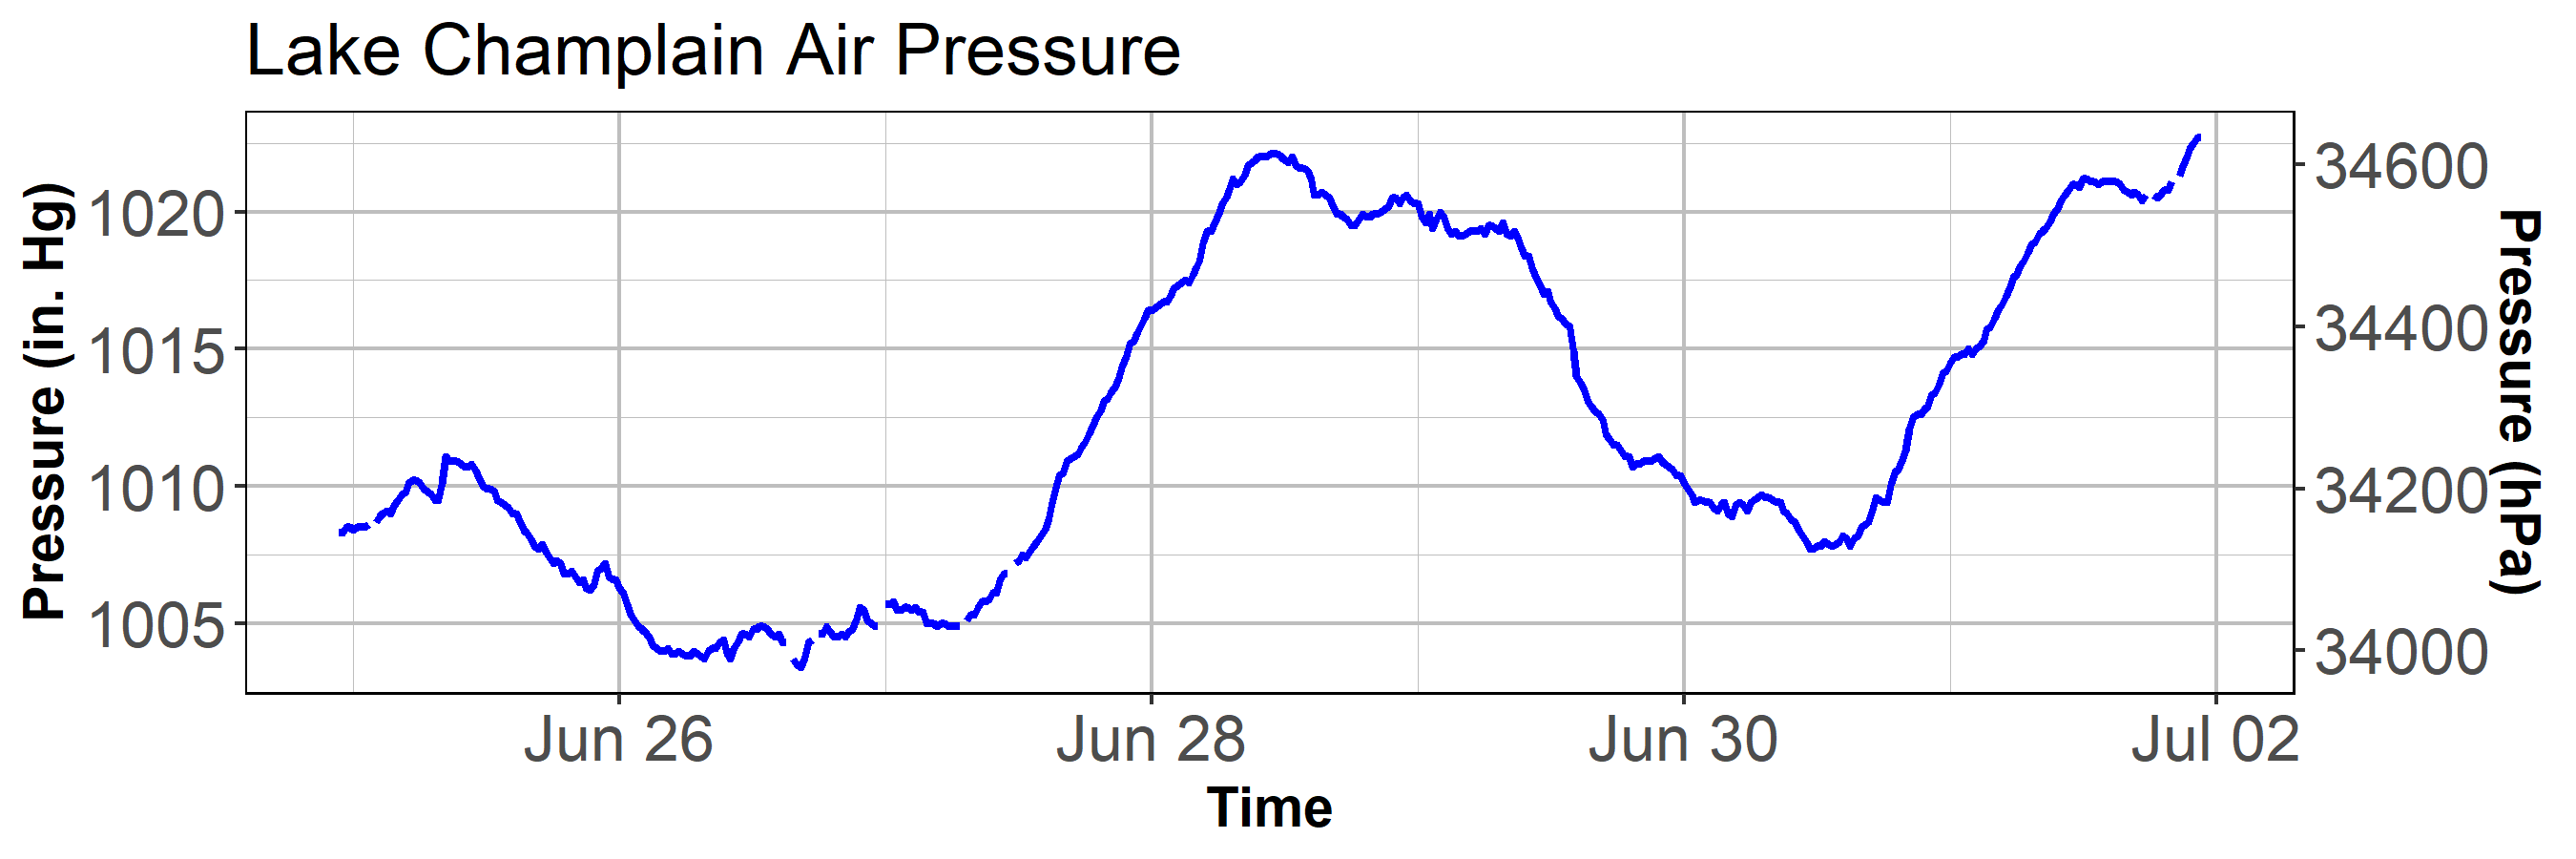 Lake Champlain Air Pressure
Pressure (in. Hg)
1020
1015
1010
1005
34600
34400
34200
34000
Pressure (hPa)
Jun 26
Jun 28
Jun 30
Jul 02
Time